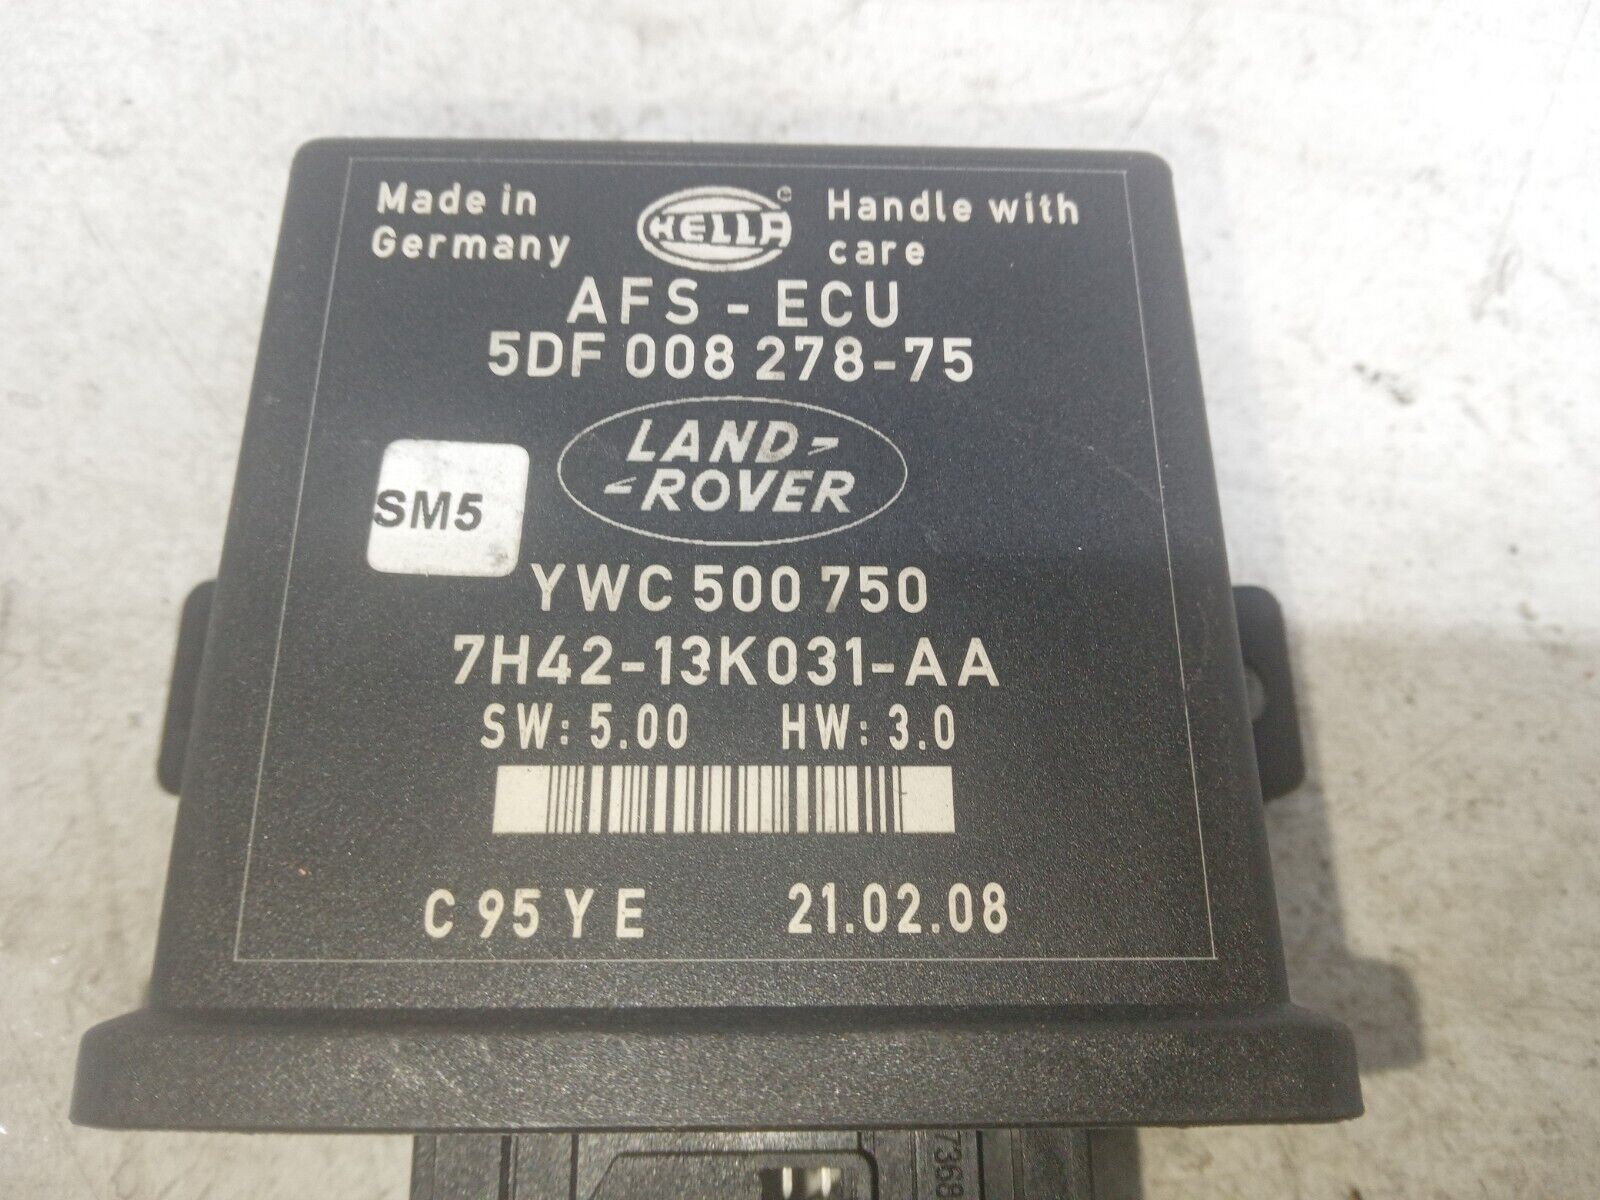 Made in
Germany
HELLA
Handle with
care
AFS - ECU
5DF 008 278-75
LAND
ROVER
SM5
YWC 500 750
7H42-13K031-AA
SW: 5.00 HW: 3.0
C 95 Y E 21.02.08
7368